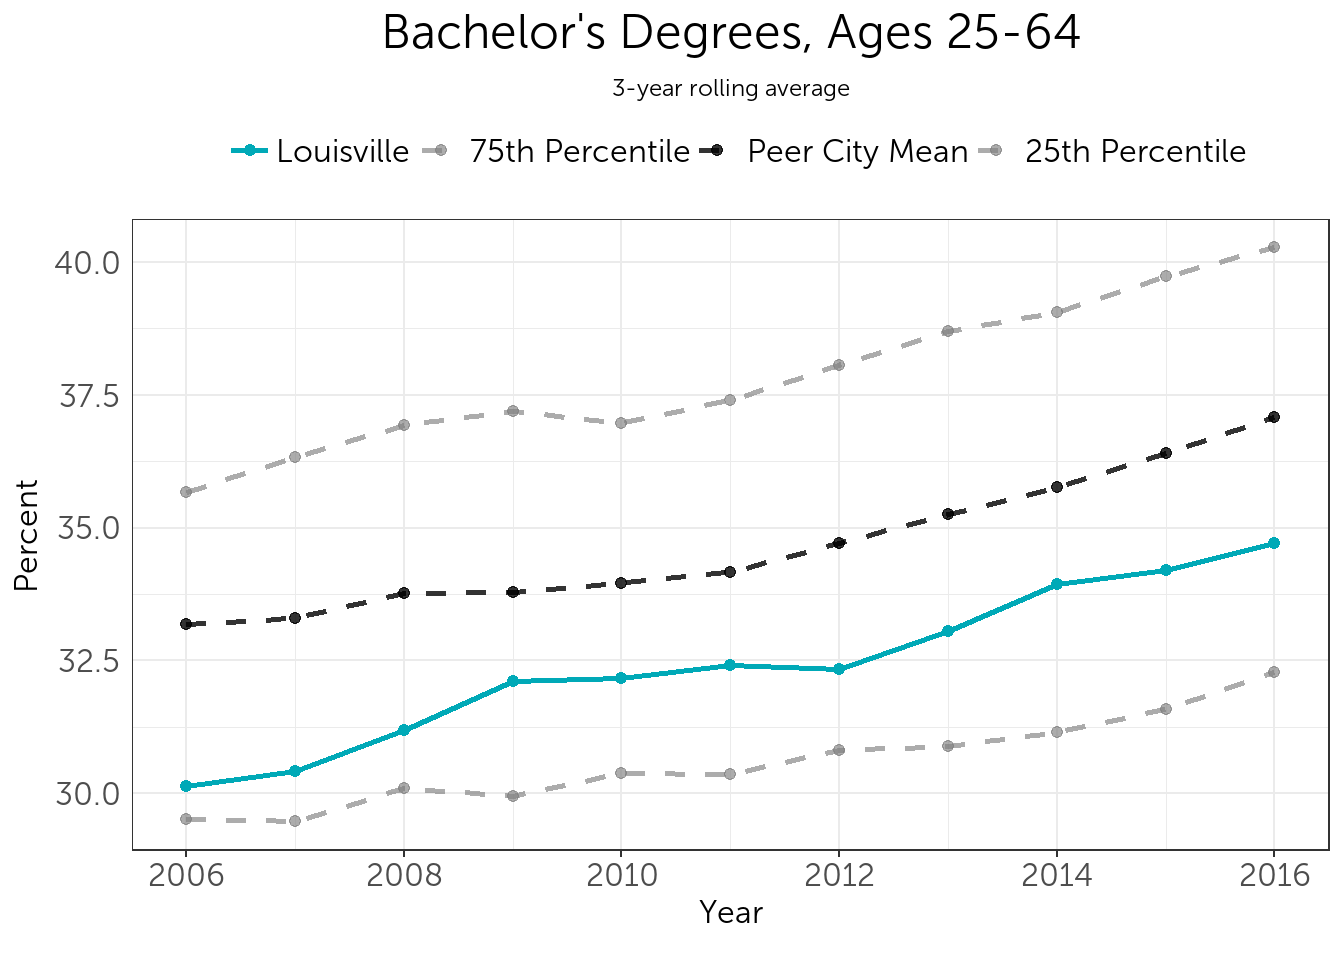 Bachelor's Degrees, Ages 25-64
3-year rolling average
Louisville 75th Percentile Peer City Mean 25th Percentile
40.0
37.5
35.0
32.5
30.0
Percent
2006 2008 2010 2012 2014 2016
Year